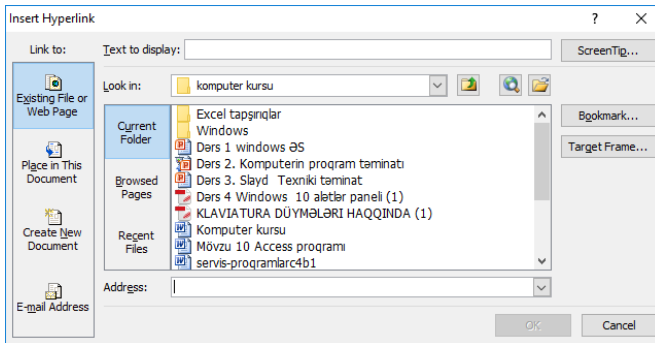 Insert Hyperlink
?
Link to:
Text to display:
ScreenTip...
Existing File or
Web Page
Look in:
komputer kursu
Bookmark...
Target Frame...
Current
Folder
Excel tapşırıqlar
Windows
Dərs 1 windows ƏS
Dərs 2. Komputerin proqram təminatı
Dərs 3. Slayd Texniki təminat
Dərs 4 Windows 10 alətlər paneli (1)
KLAVIATURA DÜYMƏLƏRI HAQQINDA (1)
Komputer kursu
Mövzu 10 Access proqramı
servis-programlarc4b1
Place in This
Document
Browsed
Pages
Create New
Document
Recent
Files
E-mail Address
Address:
OK
Cancel